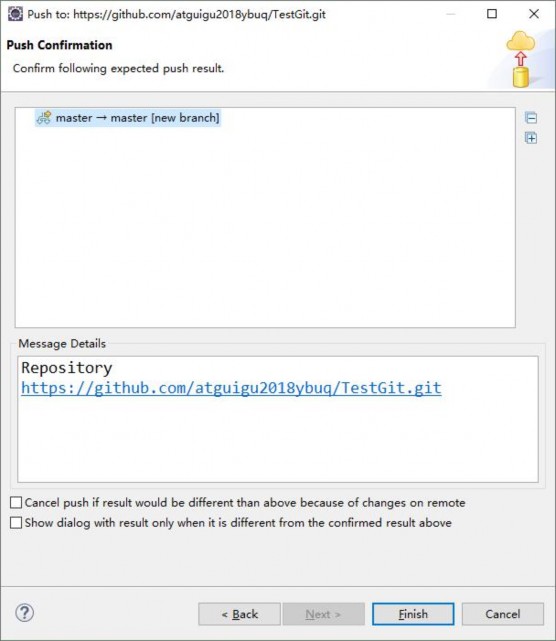 Push to: https://github.com/atguigu2018ybuq/TestGit.git
Push Confirmation
Confirm following expected push result.
master → master [new branch]
Message Details
Repository
https://github.com/atguigu2018ybuq/TestGit.git
Cancel push if result would be different than above because of changes on remote
Show dialog with result only when it is different from the confirmed result above
< Back Next > Finish Cancel